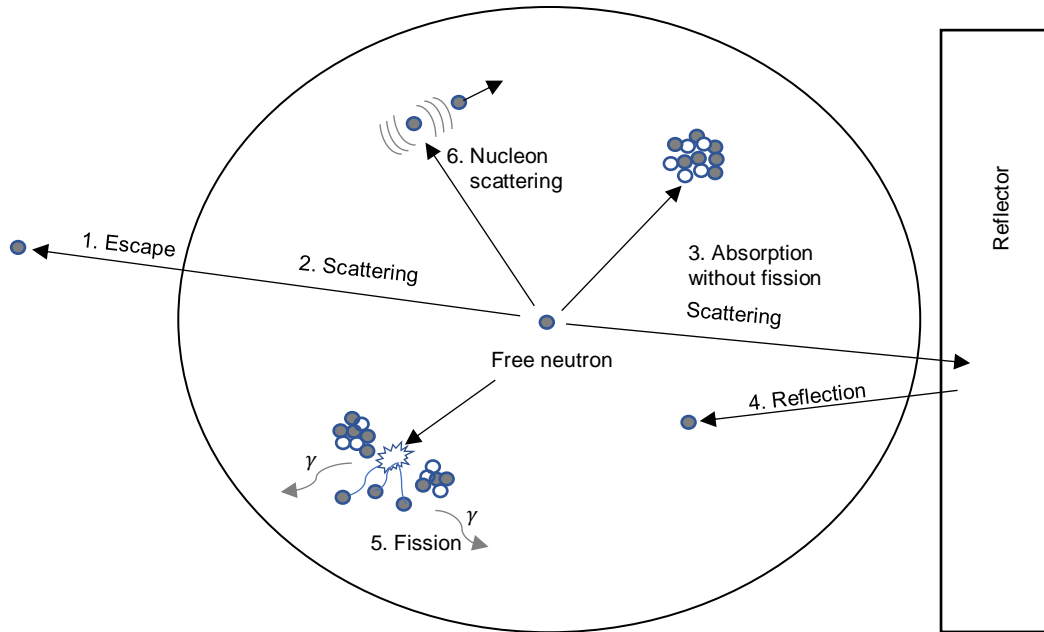 6. Nucleon
scattering
Reflector
1. Escape
2. Scattering
3. Absorption
without fission
Scattering
Free neutron
4. Reflection
γ
γ
5. Fission